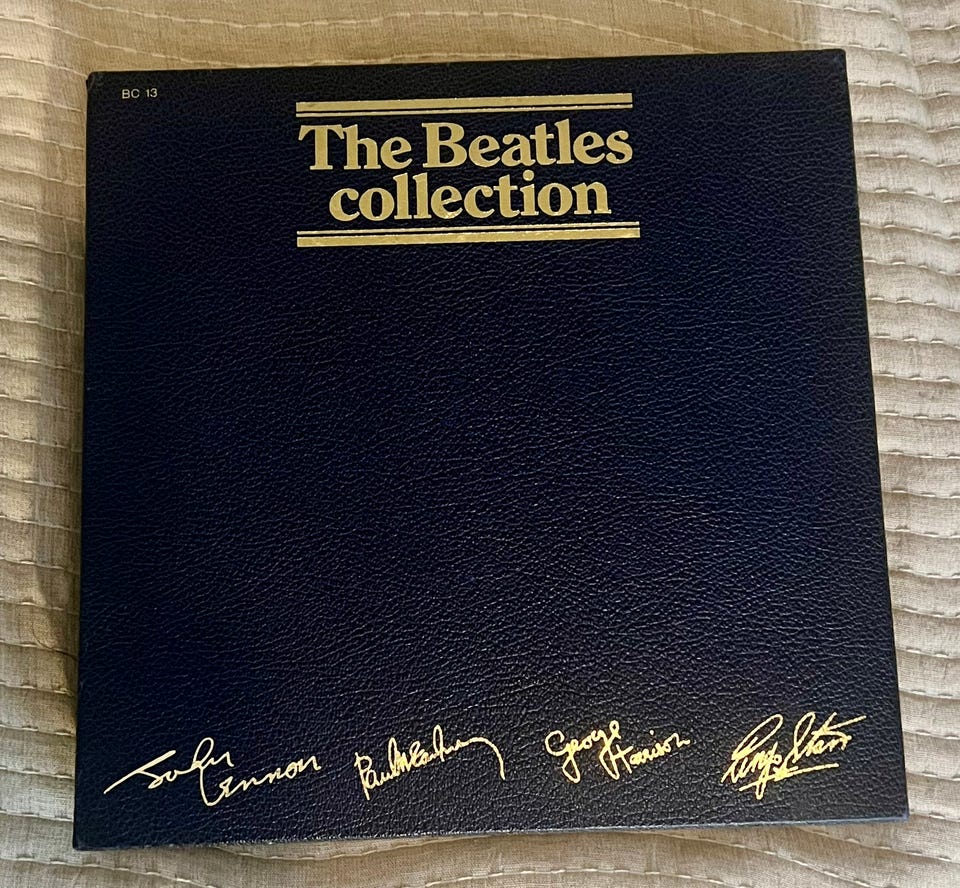 BC 13
The Beatles
collection
John Lennon
Paul McCartney
George Harrison
Ringo Starr